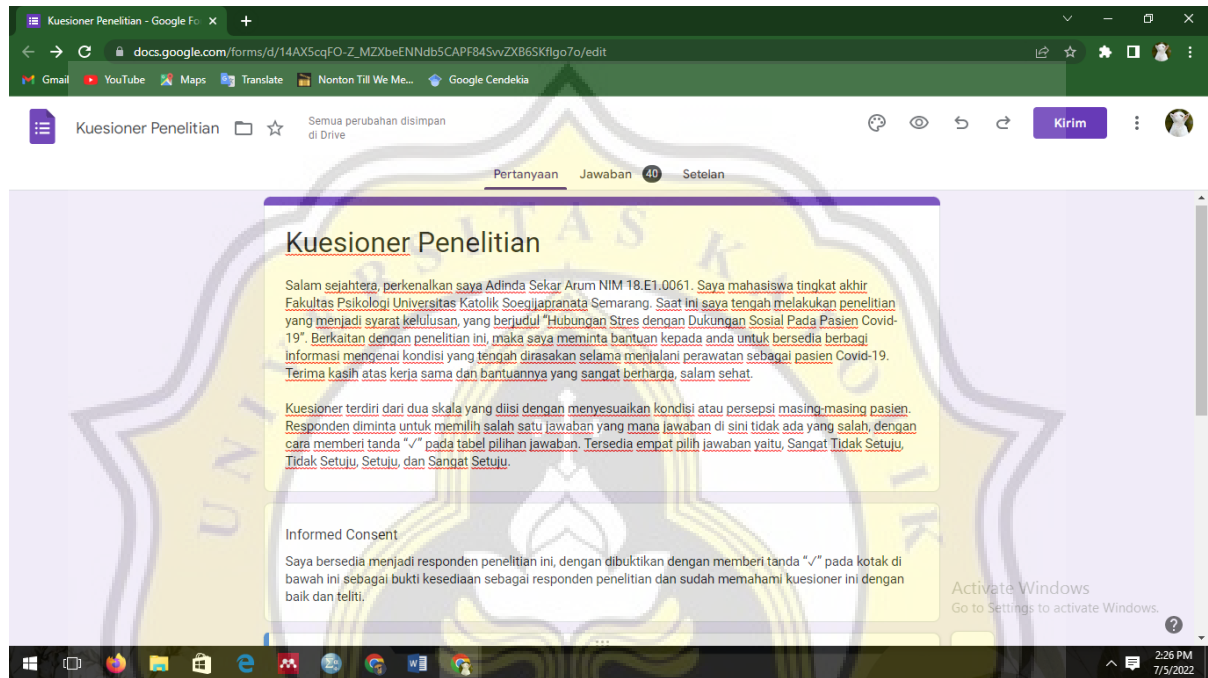 Kuesioner Penelitian - Google Fo
docs.google.com/forms/d/14AX5cqFO-Z_MZXbeENNdb5CAPF84SvvZXB6SKflgo7o/edit
Gmail YouTube Maps Translate Nonton Till We Me... Google Cendekia
Kuesioner Penelitian
Semua perubahan disimpan
di Drive
Kirim
Pertanyaan Jawaban 40 Setelan
UNIVERSITAS KATOLIK
Kuesioner Penelitian
Salam sejahtera, perkenalkan saya Adinda Sekar Arum NIM 18.E1.0061. Saya mahasiswa tingkat akhir
Fakultas Psikologi Universitas Katolik Soegijapranata Semarang. Saat ini saya tengah melakukan penelitian
yang menjadi syarat kelulusan, yang berjudul "Hubungan Stres dengan Dukungan Sosial Pada Pasien Covid-
19". Berkaitan dengan penelitian ini, maka saya meminta bantuan kepada anda untuk bersedia berbagi
informasi mengenai kondisi yang tengah dirasakan selama menjalani perawatan sebagai pasien Covid-19.
Terima kasih atas kerja sama dan bantuannya yang sangat berharga, salam sehat.
Kuesioner terdiri dari dua skala yang diisi dengan menyesuaikan kondisi atau persepsi masing-masing pasien.
Responden diminta untuk memilih salah satu jawaban yang mana jawaban di sini tidak ada yang salah, dengan
cara memberi tanda "✓" pada tabel pilihan jawaban. Tersedia empat pilih jawaban yaitu, Sangat Tidak Setuju,
Tidak Setuju, Setuju, dan Sangat Setuju.
Informed Consent
Saya bersedia menjadi responden penelitian ini, dengan dibuktikan dengan memberi tanda "✓" pada kotak di
bawah ini sebagai bukti kesediaan sebagai responden penelitian dan sudah memahami kuesioner ini dengan
baik dan teliti.
Activate Windows
Go to Settings to activate Windows.
2:26 PM
7/5/2022